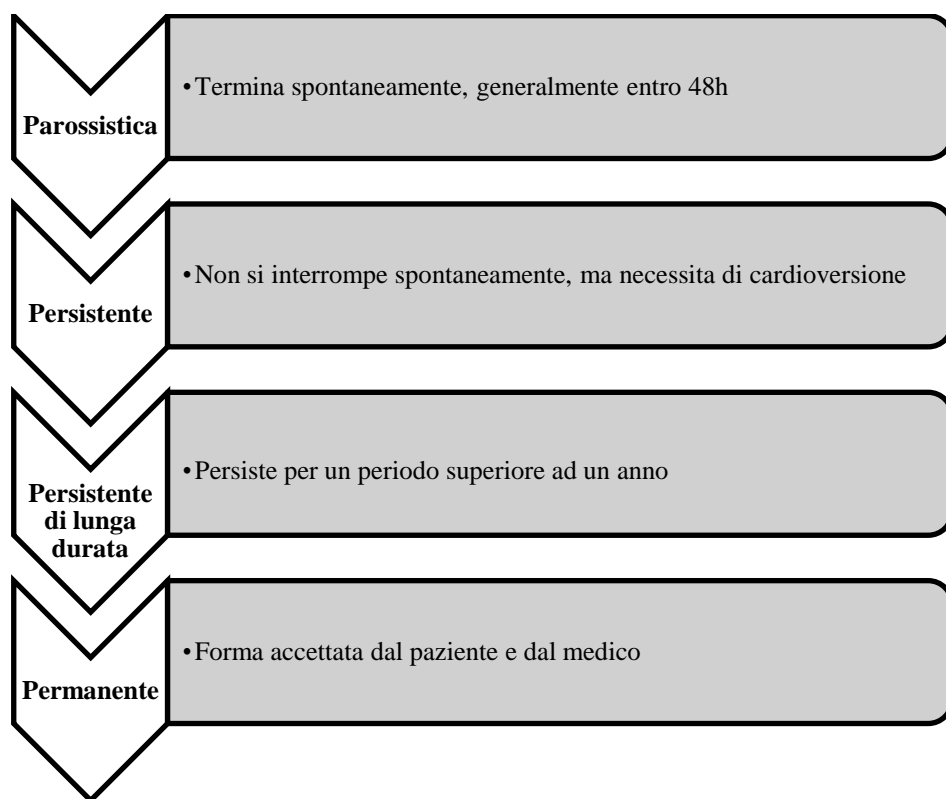 Parossistica
•Termina spontaneamente, generalmente entro 48h
Persistente
•Non si interrompe spontaneamente, ma necessita di cardioversione
Persistente
di lunga
durata
•Persiste per un periodo superiore ad un anno
Permanente
•Forma accettata dal paziente e dal medico